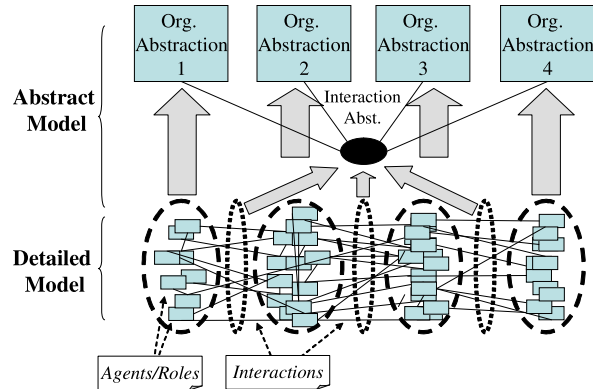 Org.
Abstraction
1
Org.
Abstraction
2
Org.
Abstraction
3
Org.
Abstraction
4
Interaction
Abst.
Abstract
Model
Detailed
Model
Agents/Roles
Interactions